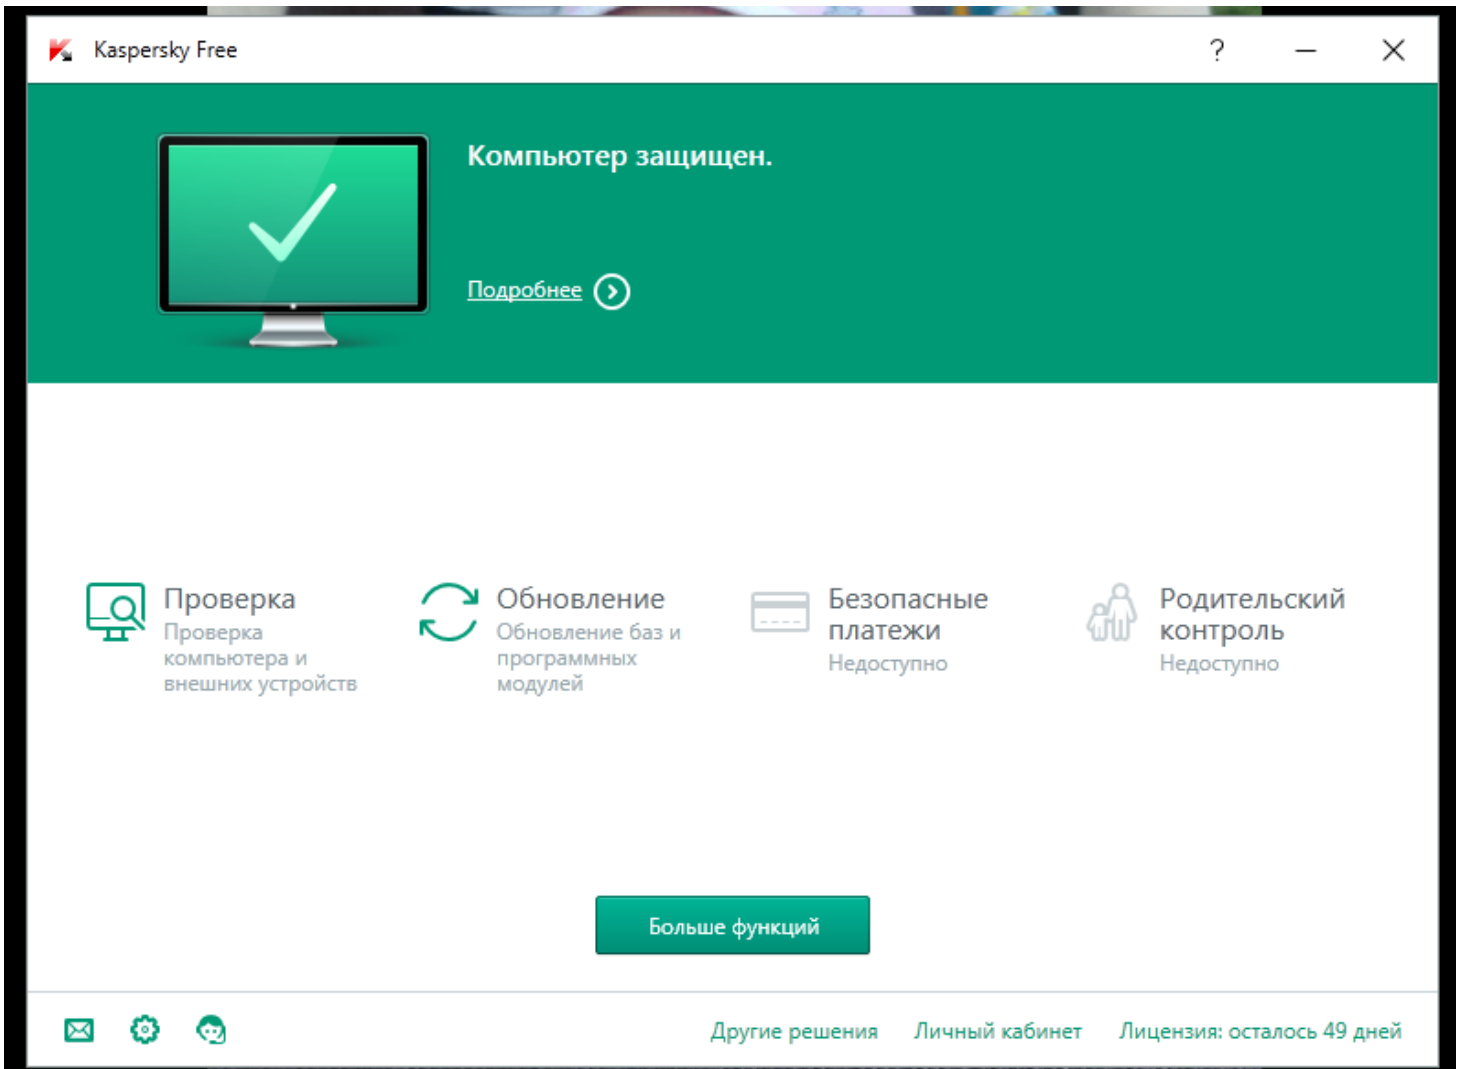 Kaspersky Free
?
Компьютер защищен.
Подробнее
Проверка
Проверка
компьютера и
внешних устройств
Обновление
Обновление баз и
программных
модулей
Безопасные
платежи
Недоступно
Родительский
контроль
Недоступно
Больше функций
Другие решения Личный кабинет Лицензия: осталось 49 дней